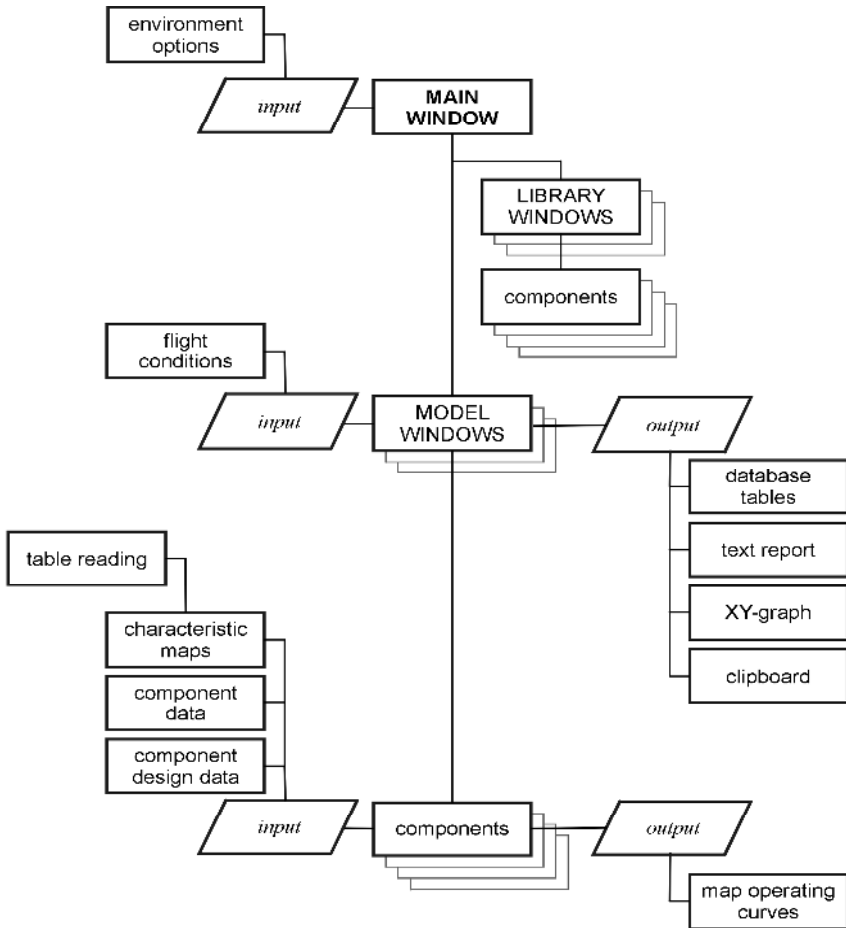 environment
options
input
MAIN
WINDOW
LIBRARY
WINDOWS
components
flight
conditions
input
MODEL
WINDOWS
output
database
tables
text report
XY-graph
clipboard
table reading
characteristic
maps
component
data
component
design data
input
components
output
map operating
curves